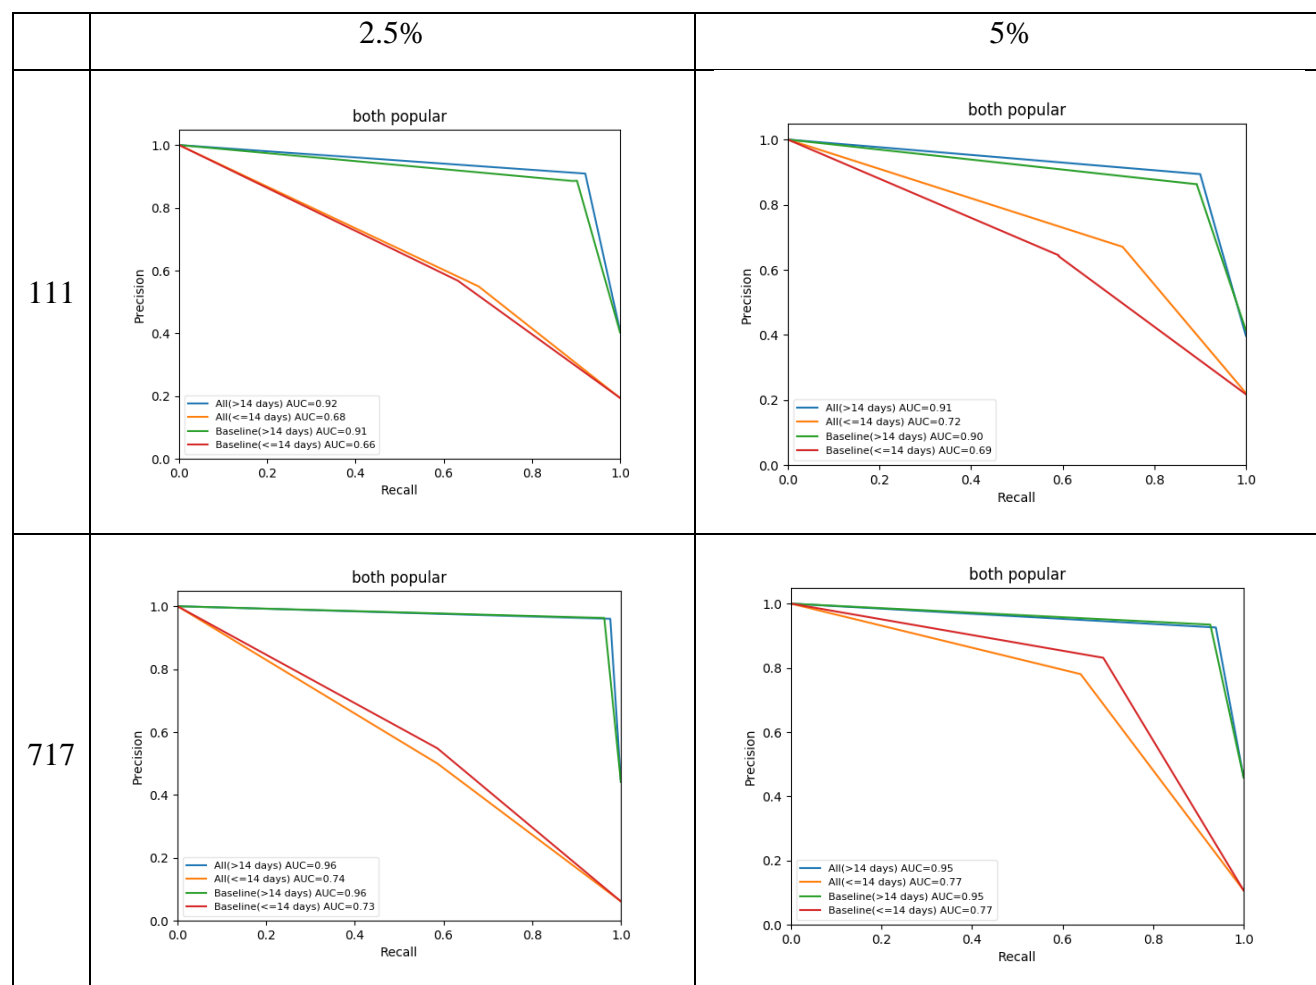 2.5%
5%
111
both popular
Precision
1.0
0.8
0.6
0.4
0.2
0.0
All(>14 days) AUC=0.92
All(<=14 days) AUC=0.68
Baseline(>14 days) AUC=0.91
Baseline(<=14 days) AUC=0.66
0.0 0.2 0.4 0.6 0.8 1.0
Recall
both popular
Precision
1.0
0.8
0.6
0.4
0.2
0.0
All(>14 days) AUC=0.91
All(<=14 days) AUC=0.72
Baseline(>14 days) AUC=0.90
Baseline(<=14 days) AUC=0.69
0.0 0.2 0.4 0.6 0.8 1.0
Recall
717
both popular
Precision
1.0
0.8
0.6
0.4
0.2
0.0
All(>14 days) AUC=0.96
All(<=14 days) AUC=0.74
Baseline(>14 days) AUC=0.96
Baseline(<=14 days) AUC=0.73
0.0 0.2 0.4 0.6 0.8 1.0
Recall
both popular
Precision
1.0
0.8
0.6
0.4
0.2
0.0
All(>14 days) AUC=0.95
All(<=14 days) AUC=0.77
Baseline(>14 days) AUC=0.95
Baseline(<=14 days) AUC=0.77
0.0 0.2 0.4 0.6 0.8 1.0
Recall